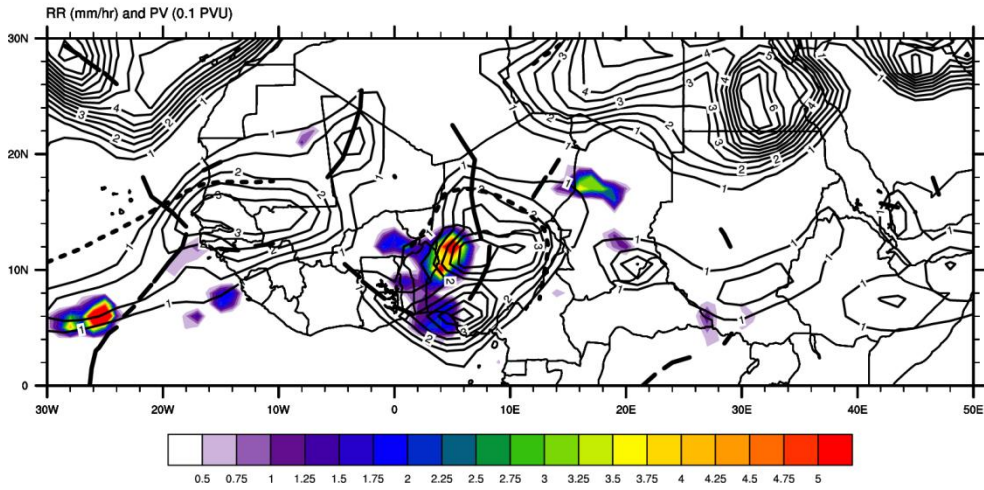 RR (mm/hr) and PV (0.1 PVU)
30N
20N
10N
0
30W 20W 10W 0 10E 20E 30E 40E 50E
0.5 0.75 1 1.25 1.5 1.75 2 2.25 2.5 2.75 3 3.25 3.5 3.75 4 4.25 4.5 4.75 5